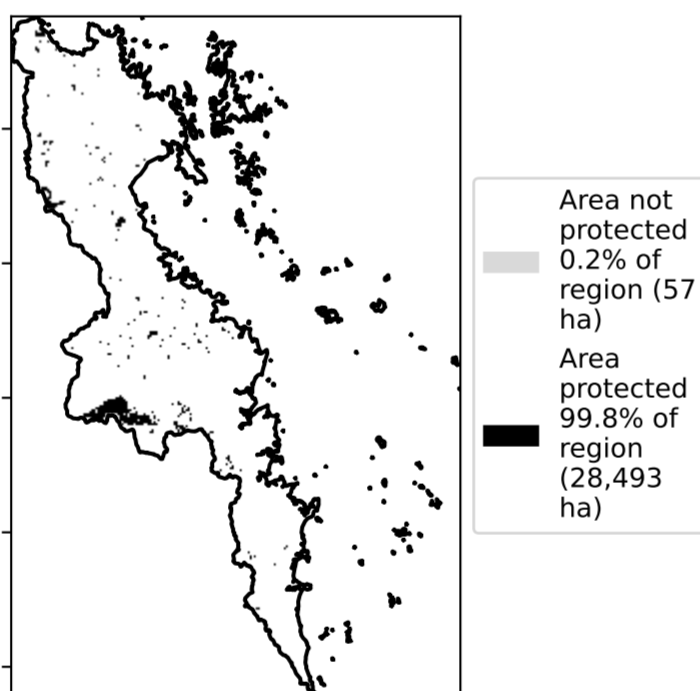 Area not
protected
0.2% of
region (57
ha)
Area
protected
99.8% of
region
(28,493
ha)